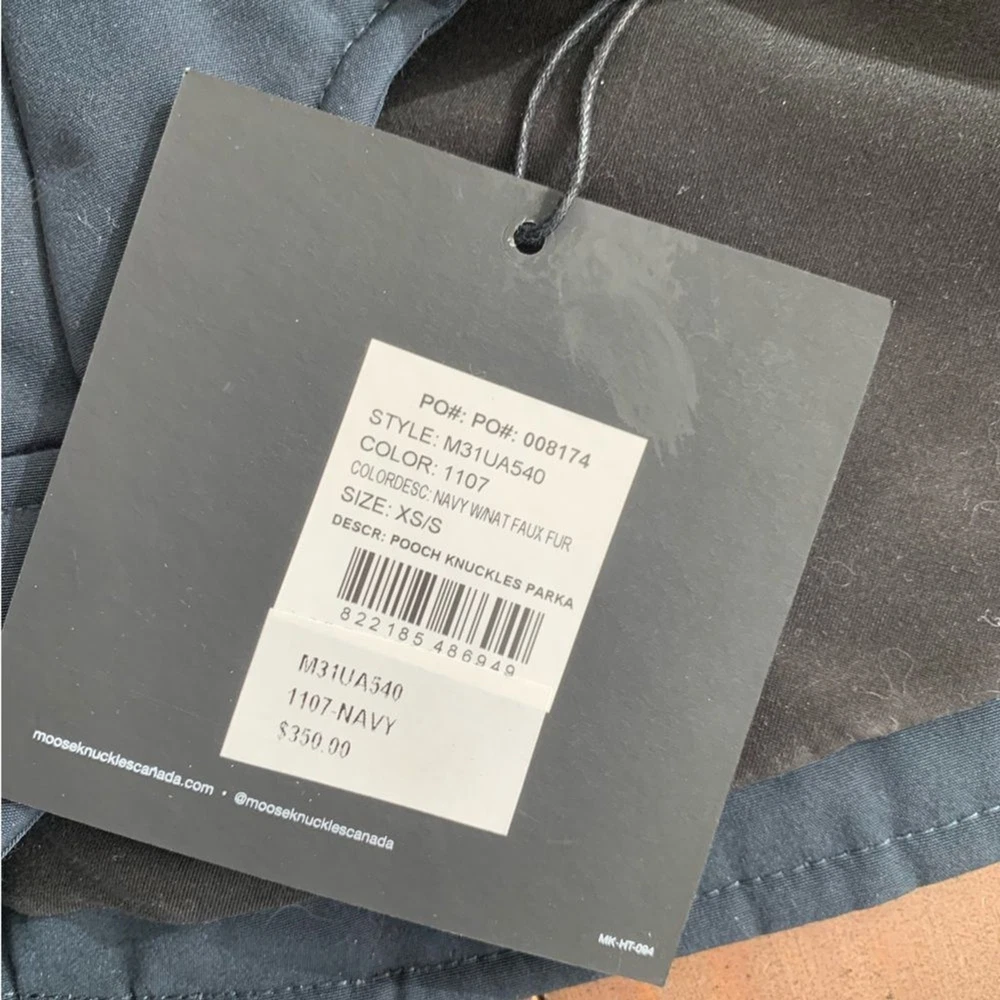 PO#: PO#: 008174
STYLE: M31UA540
COLOR: 1107
COLORDESC: NAVY W/NAT FAUX FUR
SIZE: XS/S
DESCR: POOCH KNUCKLES PARKA
822185 486949
M31UA540
1107-NAVY
$350.00
mooseknucklescanada.com • @mooseknucklescanada
MK-HT-094